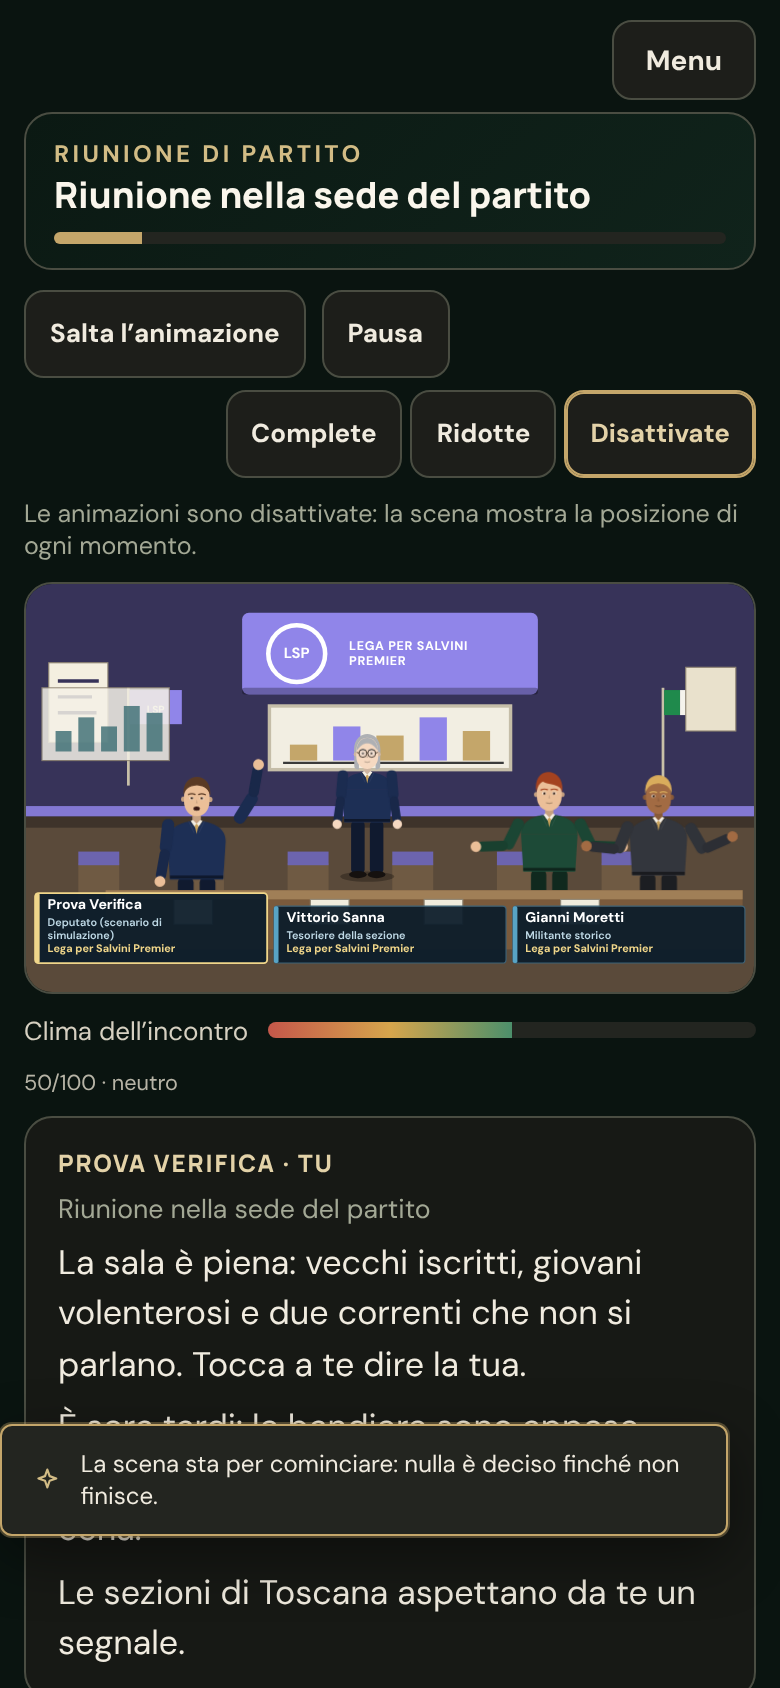 Menu
RIUNIONE DI PARTITO
Riunione nella sede del partito
Salta l’animazione
Pausa
Complete
Ridotte
Disattivate
Le animazioni sono disattivate: la scena mostra la posizione di
ogni momento.
LSP
LEGA PER SALVINI
PREMIER
Prova Verifica
Deputato (scenario di
simulazione)
Lega per Salvini Premier
Vittorio Sanna
Tesoriere della sezione
Lega per Salvini Premier
Gianni Moretti
Militante storico
Lega per Salvini Premier
Clima dell’incontro
50/100 · neutro
PROVA VERIFICA · TU
Riunione nella sede del partito
La sala è piena: vecchi iscritti, giovani
volenterosi e due correnti che non si
parlano. Tocca a te dire la tua.
La scena sta per cominciare: nulla è deciso finché non
finisce.
Le sezioni di Toscana aspettano da te un
segnale.